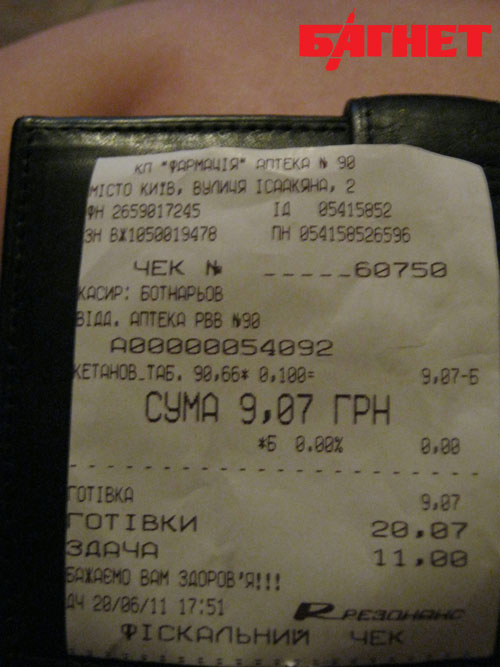 БАГНЕТ
КП "ФАРМАЦІЯ" АПТЕКА № 90
МІСТО КИЇВ, ВУЛИЦЯ ІСААКЯНА, 2
ФН 2659017245 ІД 05415852
ЗН ВЖ1050019478 ПН 054158526596
ЧЕК № _____60750
КАСИР: БОТНАРЬОВ
ВІДД. АПТЕКА РВВ №90
А00000054092
КЕТАНОВ_ТАБ. 90,66* 0,100= 9,07-Б
СУМА 9,07 ГРН
*Б 0.00% 0,00
ГОТІВКА 9,07
ГОТІВКИ 20,07
ЗДАЧА 11,00
БАЖАЄМО ВАМ ЗДОРОВ'Я!!!
ДЧ 20/06/11 17:51 РЕЗОНАНС
ФІСКАЛЬНИЙ ЧЕК